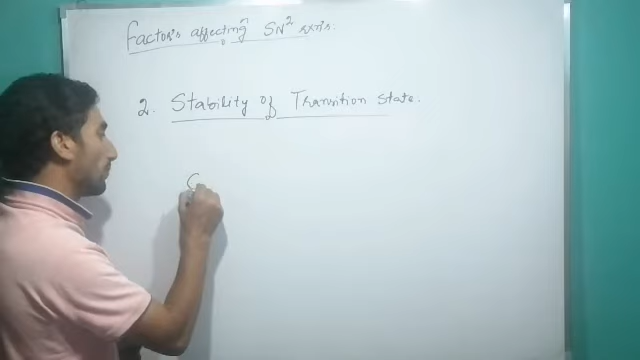 Factors affecting SN² rxns.
2. Stability of Transition state.
C